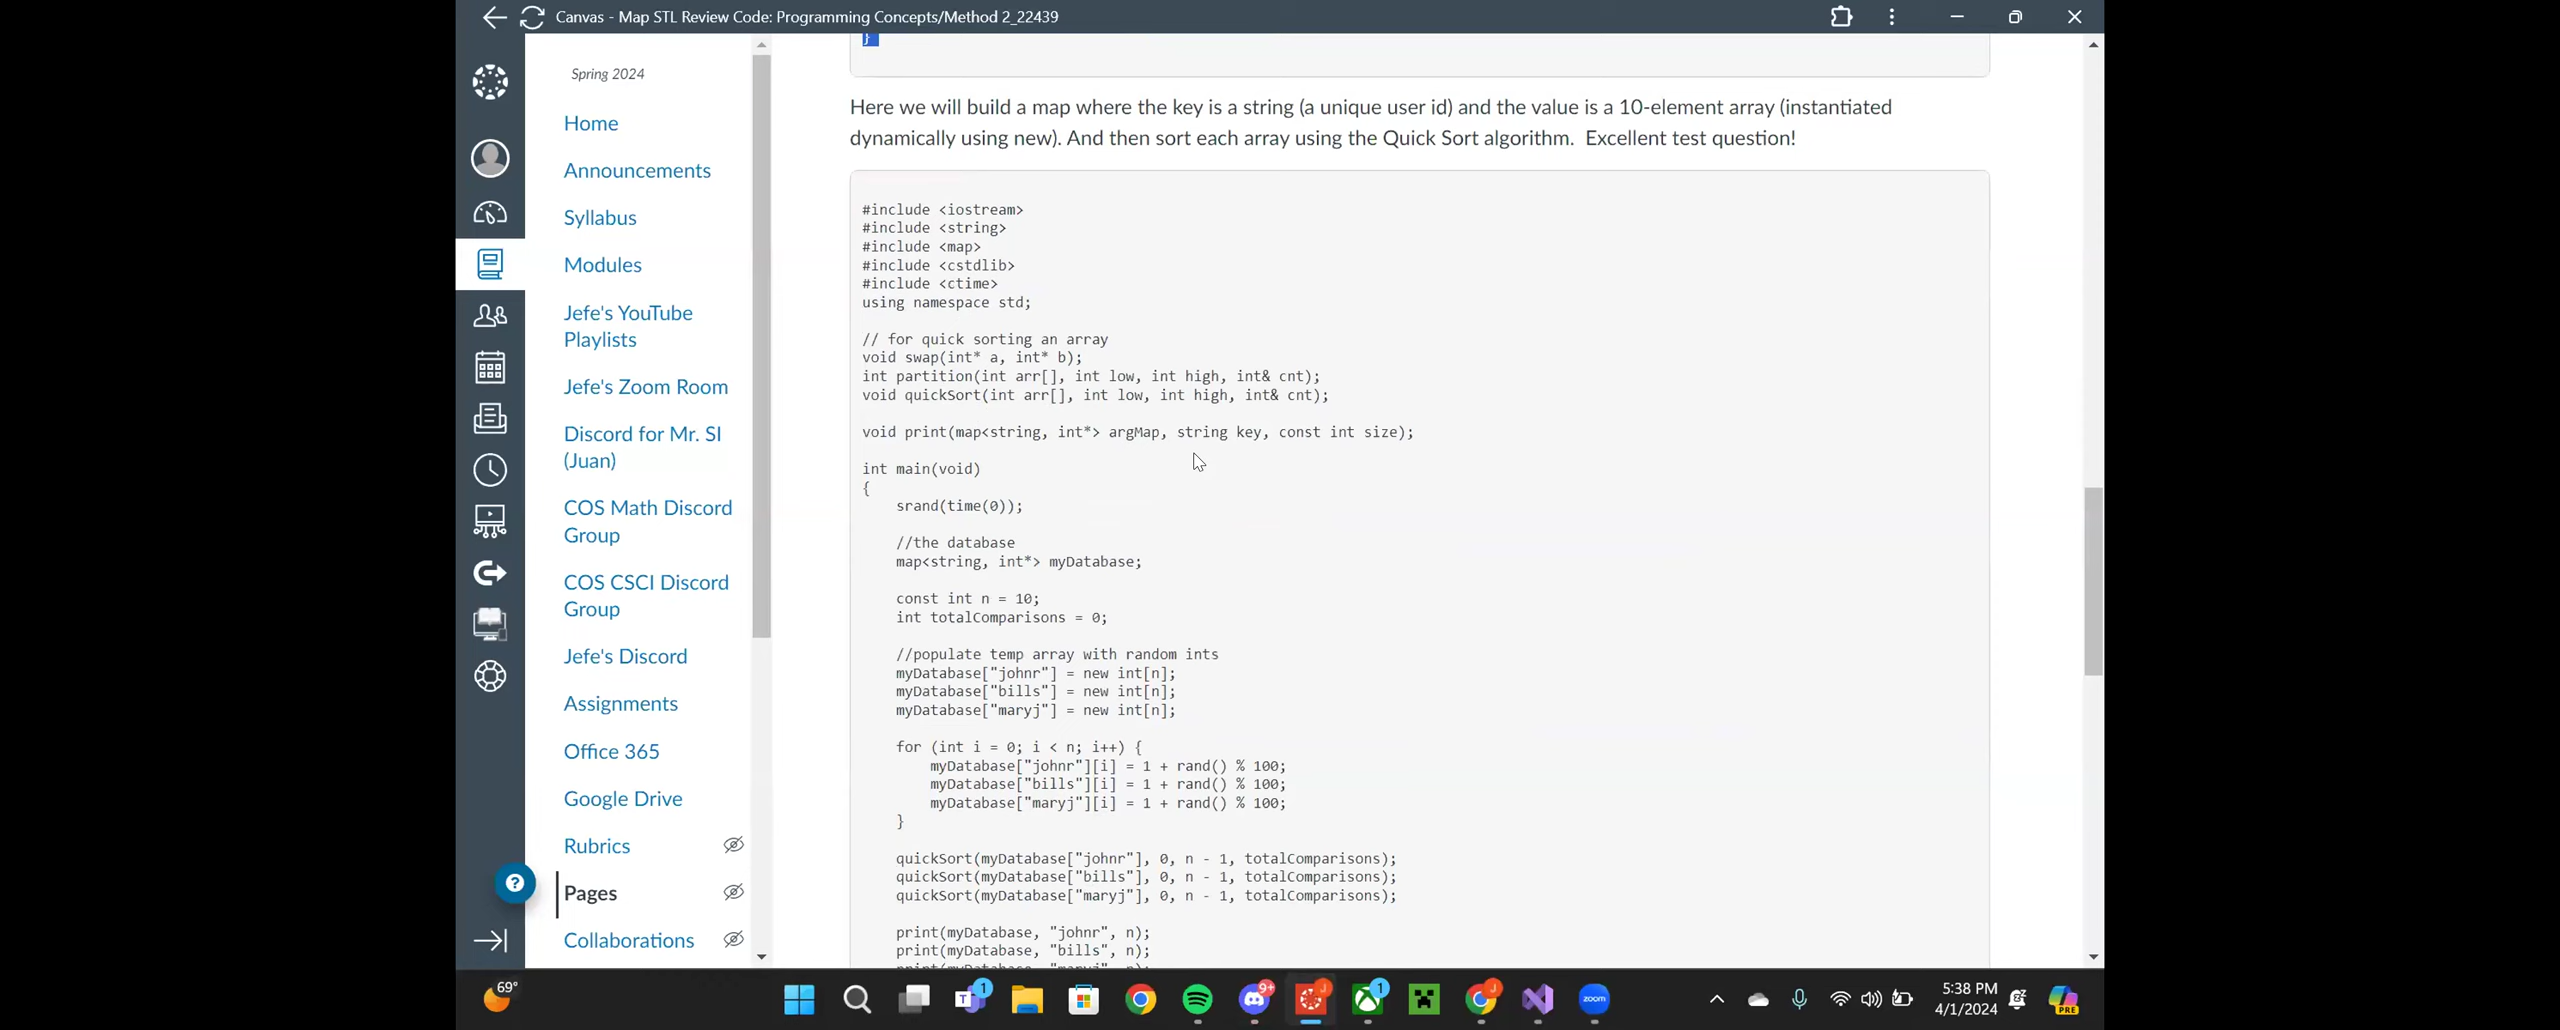 Canvas - Map STL Review Code: Programming Concepts/Method 2_22439
Spring 2024
Home
Announcements
Syllabus
Modules
Jefe's YouTube
Playlists
Jefe's Zoom Room
Discord for Mr. SI
(Juan)
COS Math Discord
Group
COS CSCI Discord
Group
Jefe's Discord
Assignments
Office 365
Google Drive
Rubrics
Pages
Collaborations
}
Here we will build a map where the key is a string (a unique user id) and the value is a 10-element array (instantiated
dynamically using new). And then sort each array using the Quick Sort algorithm.  Excellent test question!
#include <iostream>
#include <string>
#include <map>
#include <cstdlib>
#include <ctime>
using namespace std;
// for quick sorting an array
void swap(int* a, int* b);
int partition(int arr[], int low, int high, int& cnt);
void quickSort(int arr[], int low, int high, int& cnt);
void print(map<string, int*> argMap, string key, const int size);
int main(void)
{
srand(time(0));
//the database
map<string, int*> myDatabase;
const int n = 10;
int totalComparisons = 0;
//populate temp array with random ints
myDatabase["johnr"] = new int[n];
myDatabase["bills"] = new int[n];
myDatabase["maryj"] = new int[n];
for (int i = 0; i < n; i++) {
myDatabase["johnr"][i] = 1 + rand() % 100;
myDatabase["bills"][i] = 1 + rand() % 100;
myDatabase["maryj"][i] = 1 + rand() % 100;
}
quickSort(myDatabase["johnr"], 0, n - 1, totalComparisons);
quickSort(myDatabase["bills"], 0, n - 1, totalComparisons);
quickSort(myDatabase["maryj"], 0, n - 1, totalComparisons);
print(myDatabase, "johnr", n);
print(myDatabase, "bills", n);
print(myDatabase, "maryj", n);
?
69°
T
1
9+
J
1
J
zoom
5:38 PM
4/1/2024
PRE